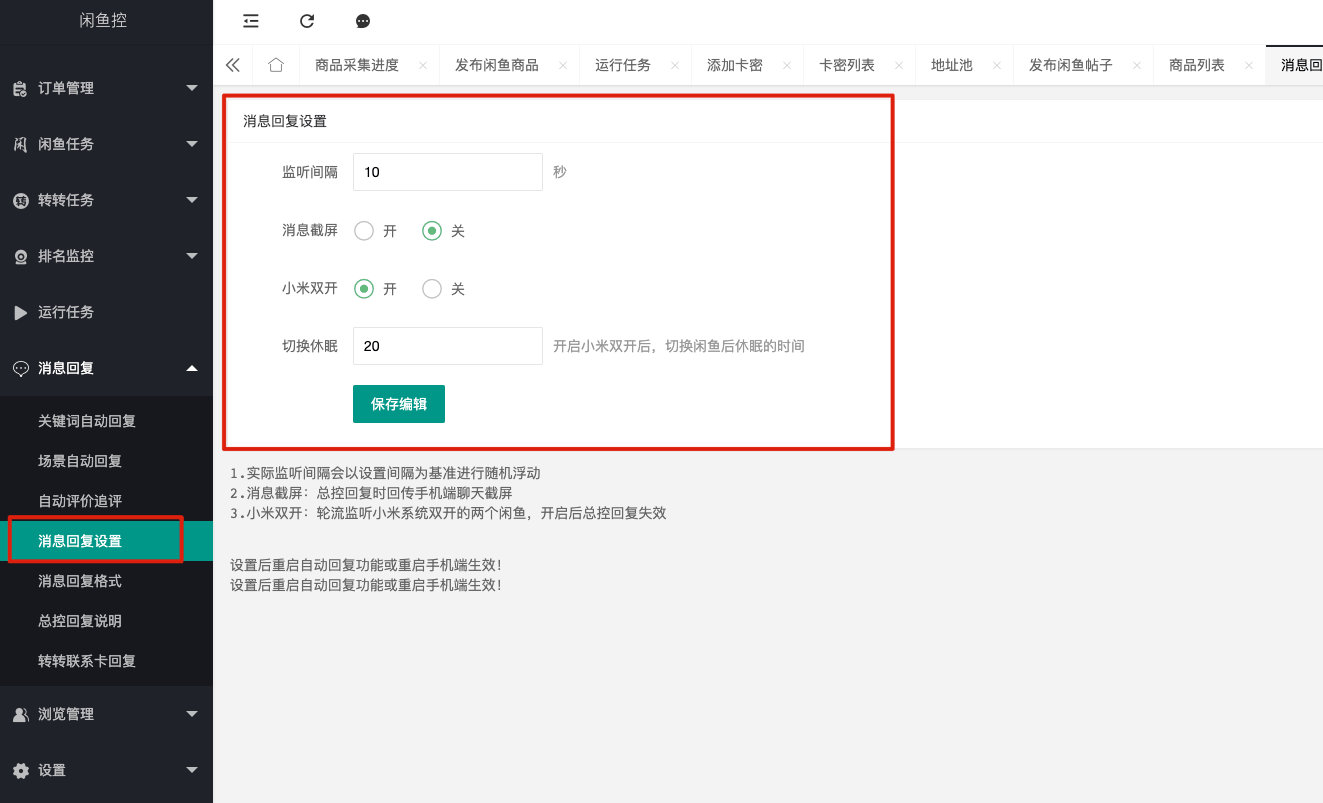 闲鱼控
订单管理
闲鱼任务
转转任务
排名监控
运行任务
消息回复
关键词自动回复
场景自动回复
自动评价追评
消息回复设置
消息回复格式
总控回复说明
转转联系卡回复
浏览管理
设置
商品采集进度 × 发布闲鱼商品 × 运行任务 × 添加卡密 × 卡密列表 × 地址池 × 发布闲鱼帖子 × 商品列表 × 消息回
消息回复设置
监听间隔 10 秒
消息截屏 开 关
小米双开 开 关
切换休眠 20 开启小米双开后，切换闲鱼后休眠的时间
保存编辑
1.实际监听间隔会以设置间隔为基准进行随机浮动
2.消息截屏：总控回复时回传手机端聊天截屏
3.小米双开：轮流监听小米系统双开的两个闲鱼，开启后总控回复失效
设置后重启自动回复功能或重启手机端生效！
设置后重启自动回复功能或重启手机端生效！